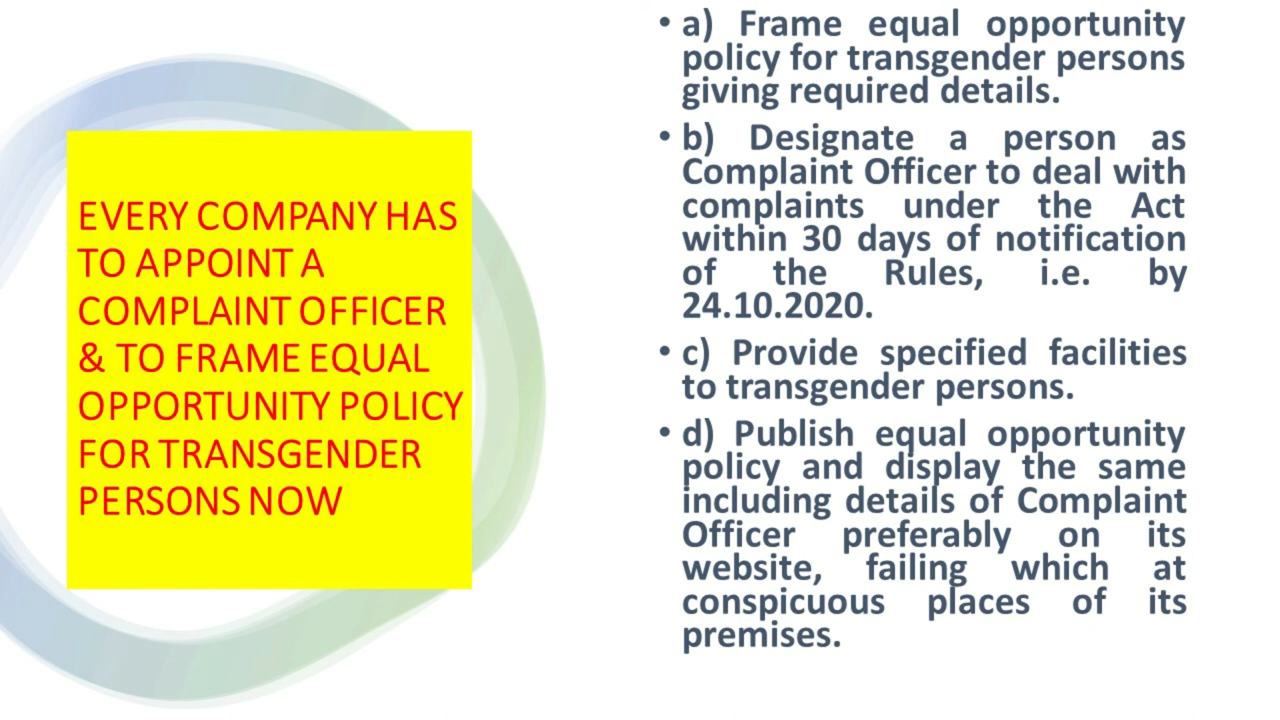 EVERY COMPANY HAS
TO APPOINT A
COMPLAINT OFFICER
& TO FRAME EQUAL
OPPORTUNITY POLICY
FOR TRANSGENDER
PERSONS NOW
• a) Frame equal opportunity
policy for transgender persons
giving required details.
• b) Designate a person as
Complaint Officer to deal with
complaints under the Act
within 30 days of notification
of the Rules, i.e. by
24.10.2020.
• c) Provide specified facilities
to transgender persons.
• d) Publish equal opportunity
policy and display the same
including details of Complaint
Officer preferably on its
website, failing which at
conspicuous places of its
premises.